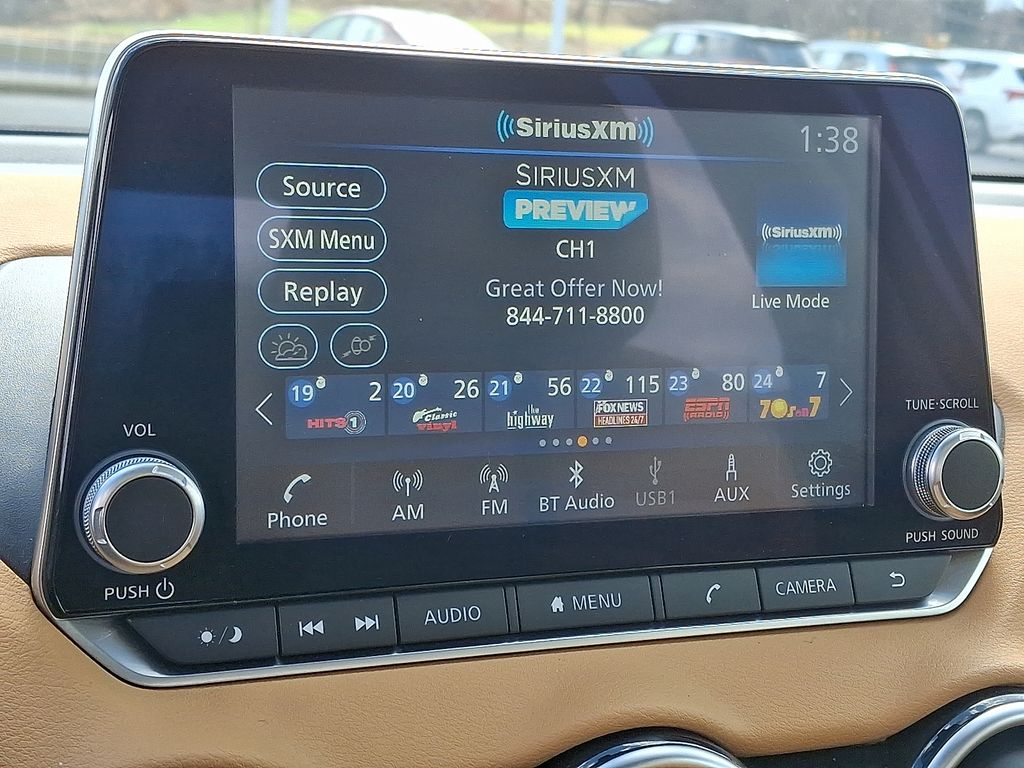 SiriusXM
1:38
SIRIUSXM
PREVIEW
CH1
Great Offer Now!
844-711-8800
Source
SXM Menu
Replay
SiriusXM
Live Mode
19 2 HITS 1
20 26 Classic vinyl
21 56 the highway
22 115 FOX NEWS HEADLINES 24/7
23 80 ESPN RADIO
24 7 70s on 7
Phone
AM
FM
BT Audio
USB1
AUX
Settings
VOL
PUSH
TUNE·SCROLL
PUSH SOUND
AUDIO
MENU
CAMERA